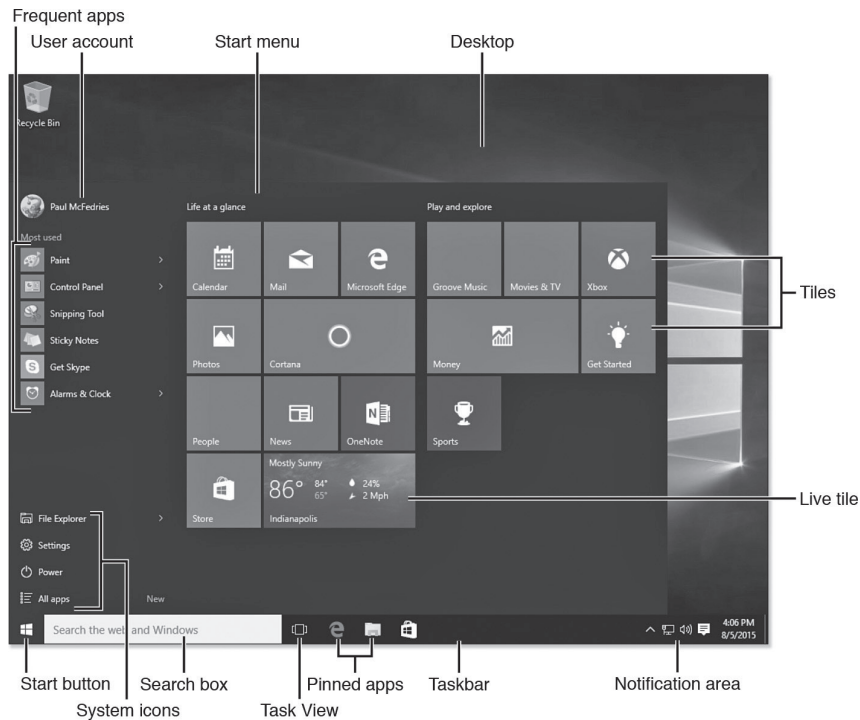 Frequent apps
User account
Start menu
Desktop
Recycle Bin
Paul McFedries
Life at a glance
Play and explore
Most used
Paint
Control Panel
Snipping Tool
Sticky Notes
Get Skype
Alarms & Clock
Calendar
Mail
Microsoft Edge
Groove Music
Movies & TV
Xbox
Tiles
Photos
Cortana
Money
Get Started
People
News
OneNote
Sports
Store
Mostly Sunny
86° 84° 24%
65° 2 Mph
Indianapolis
Live tile
File Explorer
Settings
Power
All apps
New
Search the web and Windows
4:06 PM
8/5/2015
Start button
Search box
Pinned apps
Taskbar
Notification area
System icons
Task View